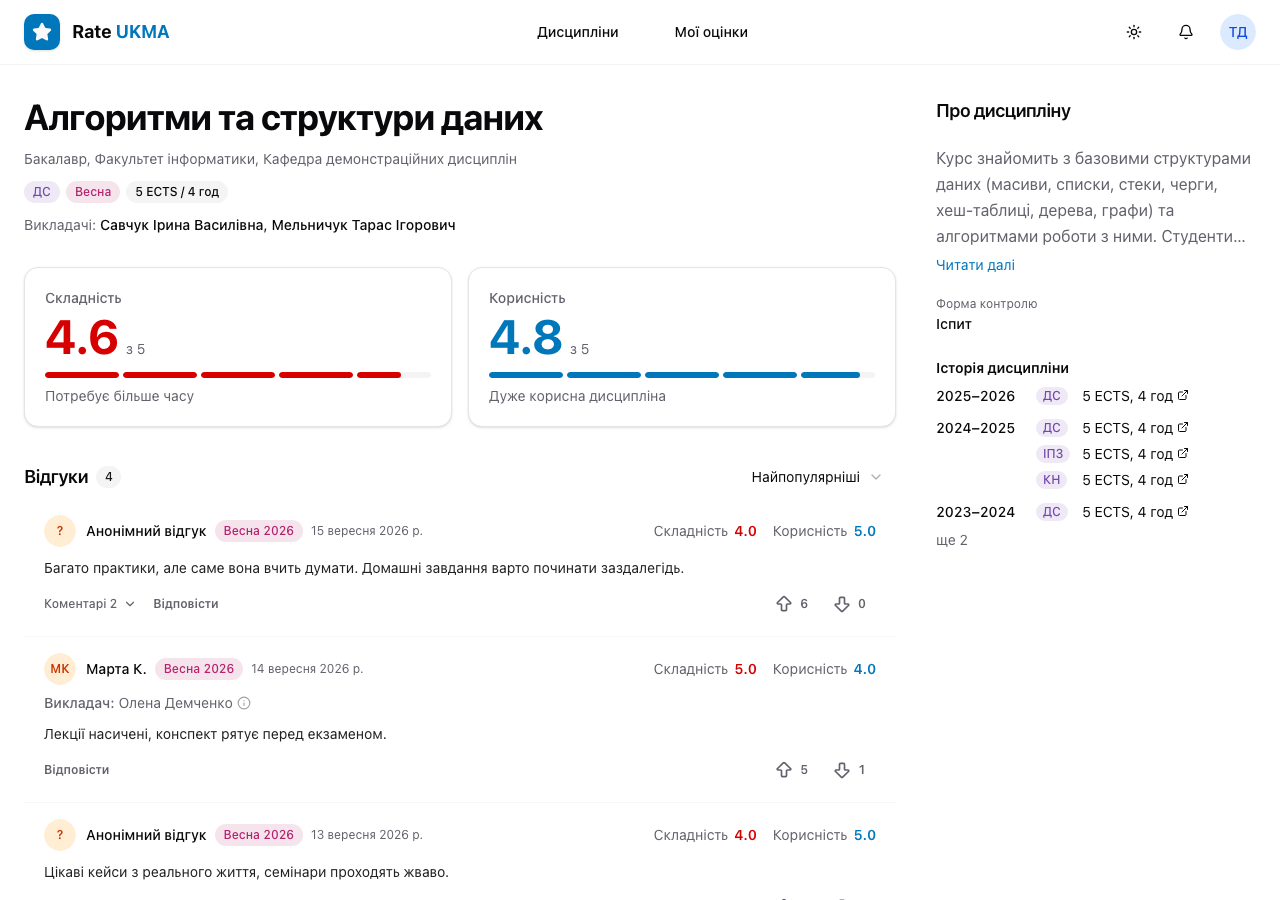 Rate UKMA
Дисципліни
Мої оцінки
ТД
Алгоритми та структури даних
Бакалавр, Факультет інформатики, Кафедра демонстраційних дисциплін
ДС Весна 5 ECTS / 4 год
Викладачі: Савчук Ірина Василівна, Мельничук Тарас Ігорович
Складність
4.6 з 5
Потребує більше часу
Корисність
4.8 з 5
Дуже корисна дисципліна
Відгуки 4
Найпопулярніші
? Анонімний відгук Весна 2026 15 вересня 2026 р. Складність 4.0 Корисність 5.0
Багато практики, але саме вона вчить думати. Домашні завдання варто починати заздалегідь.
Коментарі 2 Відповісти 6 0
МК Марта К. Весна 2026 14 вересня 2026 р. Складність 5.0 Корисність 4.0
Викладач: Олена Демченко
Лекції насичені, конспект рятує перед екзаменом.
Відповісти 5 1
? Анонімний відгук Весна 2026 13 вересня 2026 р. Складність 4.0 Корисність 5.0
Цікаві кейси з реального життя, семінари проходять жваво.
Про дисципліну
Курс знайомить з базовими структурами
даних (масиви, списки, стеки, черги,
хеш-таблиці, дерева, графи) та
алгоритмами роботи з ними. Студенти...
Читати далі
Форма контролю
Іспит
Історія дисципліни
2025–2026 ДС 5 ECTS, 4 год
2024–2025 ДС 5 ECTS, 4 год
ІПЗ 5 ECTS, 4 год
КН 5 ECTS, 4 год
2023–2024 ДС 5 ECTS, 4 год
ще 2